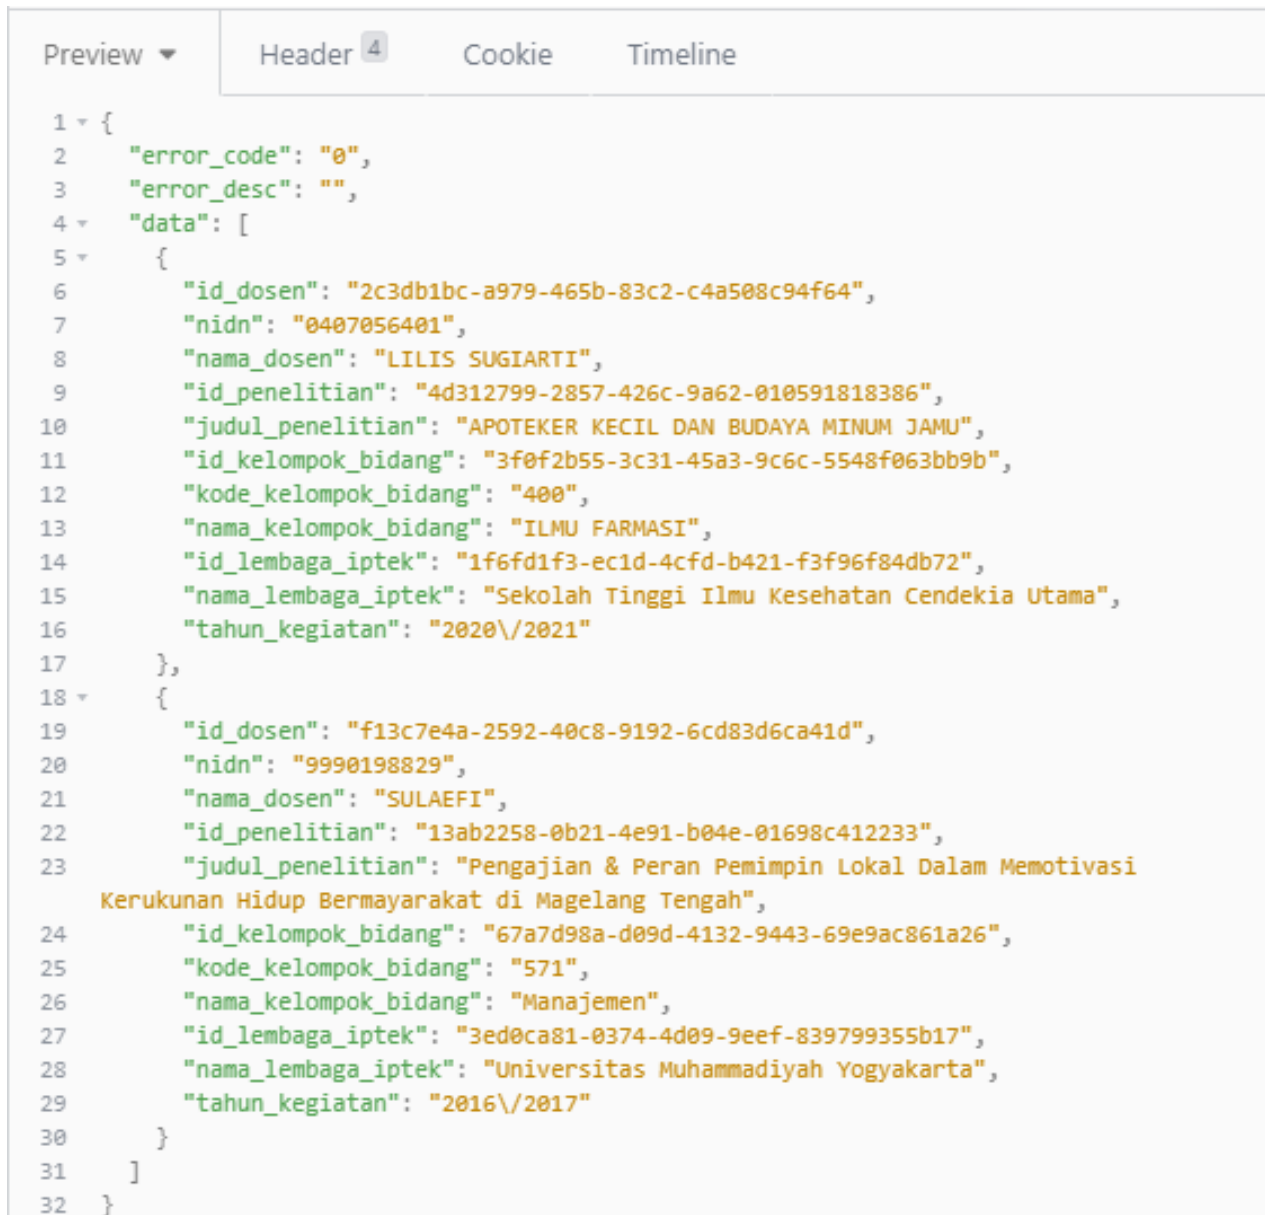 Preview Header 4 Cookie Timeline
1 {
2 "error_code": "0",
3 "error_desc": "",
4 "data": [
5 {
6 "id_dosen": "2c3db1bc-a979-465b-83c2-c4a508c94f64",
7 "nidn": "0407056401",
8 "nama_dosen": "LILIS SUGIARTI",
9 "id_penelitian": "4d312799-2857-426c-9a62-010591818386",
10 "judul_penelitian": "APOTEKER KECIL DAN BUDAYA MINUM JAMU",
11 "id_kelompok_bidang": "3f0f2b55-3c31-45a3-9c6c-5548f063bb9b",
12 "kode_kelompok_bidang": "400",
13 "nama_kelompok_bidang": "ILMU FARMASI",
14 "id_lembaga_iptek": "1f6fd1f3-ec1d-4cfd-b421-f3f96f84db72",
15 "nama_lembaga_iptek": "Sekolah Tinggi Ilmu Kesehatan Cendekia Utama",
16 "tahun_kegiatan": "2020\/2021"
17 },
18 {
19 "id_dosen": "f13c7e4a-2592-40c8-9192-6cd83d6ca41d",
20 "nidn": "9990198829",
21 "nama_dosen": "SULAEFI",
22 "id_penelitian": "13ab2258-0b21-4e91-b04e-01698c412233",
23 "judul_penelitian": "Pengajian & Peran Pemimpin Lokal Dalam Memotivasi
Kerukunan Hidup Bermayarakat di Magelang Tengah",
24 "id_kelompok_bidang": "67a7d98a-d09d-4132-9443-69e9ac861a26",
25 "kode_kelompok_bidang": "571",
26 "nama_kelompok_bidang": "Manajemen",
27 "id_lembaga_iptek": "3ed0ca81-0374-4d09-9eef-839799355b17",
28 "nama_lembaga_iptek": "Universitas Muhammadiyah Yogyakarta",
29 "tahun_kegiatan": "2016\/2017"
30 }
31 ]
32 }